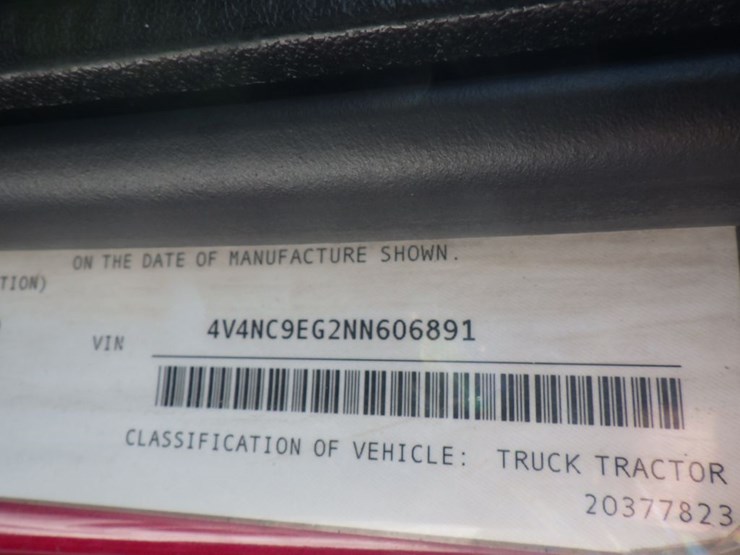 ON THE DATE OF MANUFACTURE SHOWN.
TION)
VIN 4V4NC9EG2NN606891
CLASSIFICATION OF VEHICLE: TRUCK TRACTOR
20377823